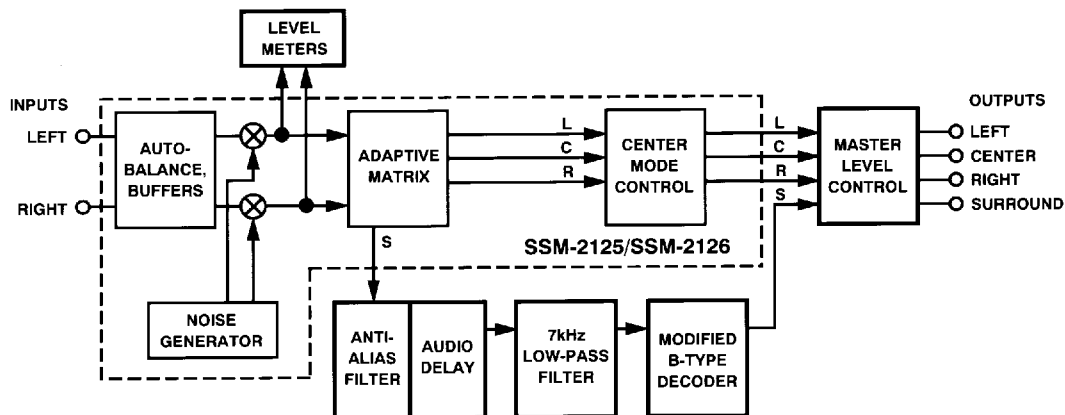 LEVEL
METERS
INPUTS
LEFT
RIGHT
AUTO-
BALANCE,
BUFFERS
ADAPTIVE
MATRIX
L
C
R
CENTER
MODE
CONTROL
L
C
R
S
MASTER
LEVEL
CONTROL
OUTPUTS
LEFT
CENTER
RIGHT
SURROUND
S
SSM-2125/SSM-2126
NOISE
GENERATOR
ANTI-
ALIAS
FILTER
AUDIO
DELAY
7kHz
LOW-PASS
FILTER
MODIFIED
B-TYPE
DECODER